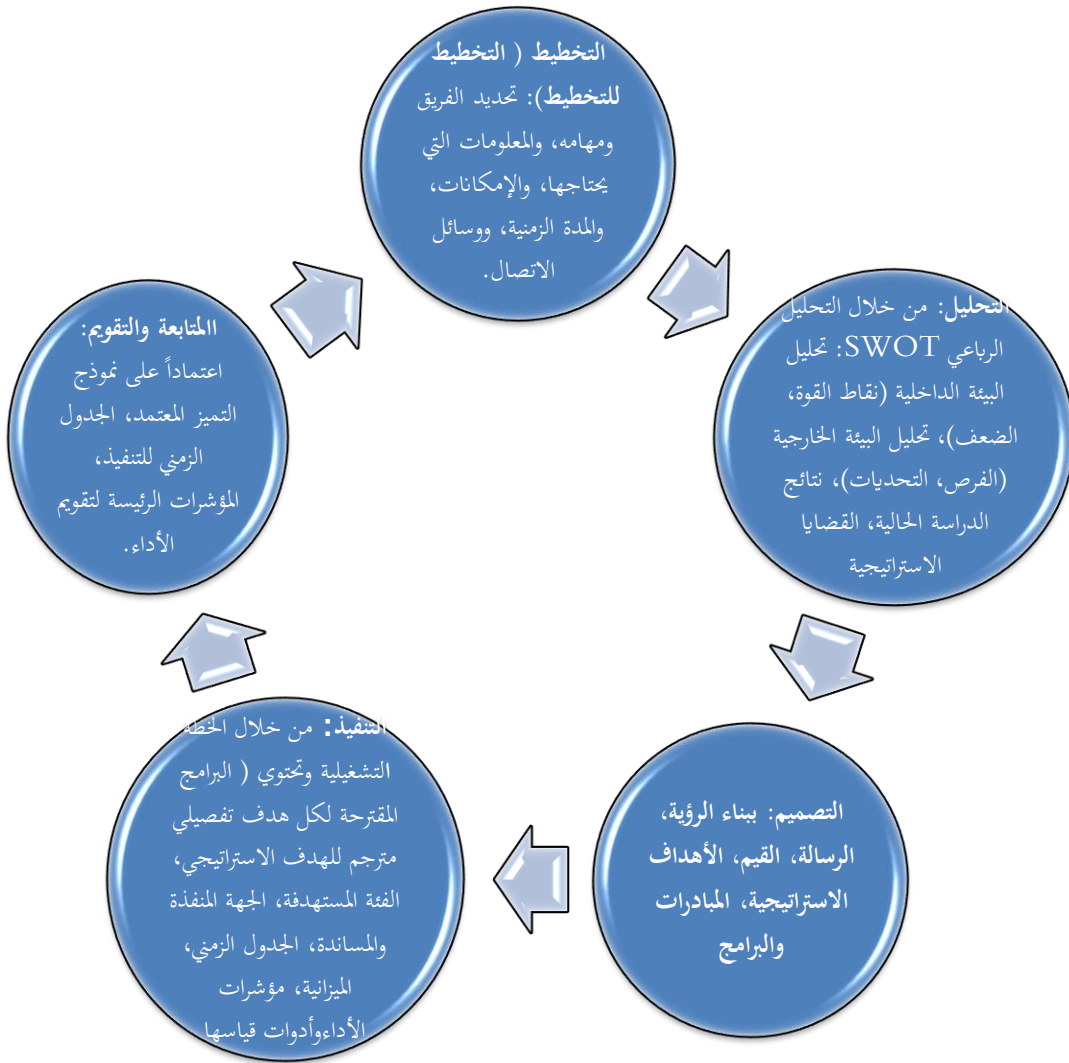 التخطيط ( التخطيط
للتخطيط): تحديد الفريق
ومهامه، والمعلومات التي
يحتاجها، والإمكانات،
والمدة الزمنية، ووسائل
الاتصال.
التحليل: من خلال التحليل
الرباعي SWOT: تحليل
البيئة الداخلية (نقاط القوة،
الضعف)، تحليل البيئة الخارجية
(الفرص، التحديات)، نتائج
الدراسة الحالية، القضايا
الاستراتيجية
التصميم: ببناء الرؤية،
الرسالة، القيم، الأهداف
الاستراتيجية، المبادرات
والبرامج
التنفيذ: من خلال الخطة
التشغيلية وتحتوي ( البرامج
المقترحة لكل هدف تفصيلي
مترجم للهدف الاستراتيجي،
الفئة المستهدفة، الجهة المنفذة
والمساندة، الجدول الزمني،
الميزانية، مؤشرات
الأداءوأدوات قياسها
االمتابعة والتقويم:
اعتماداً على نموذج
التميز المعتمد، الجدول
الزمني للتنفيذ،
المؤشرات الرئيسة لتقويم
الأداء.